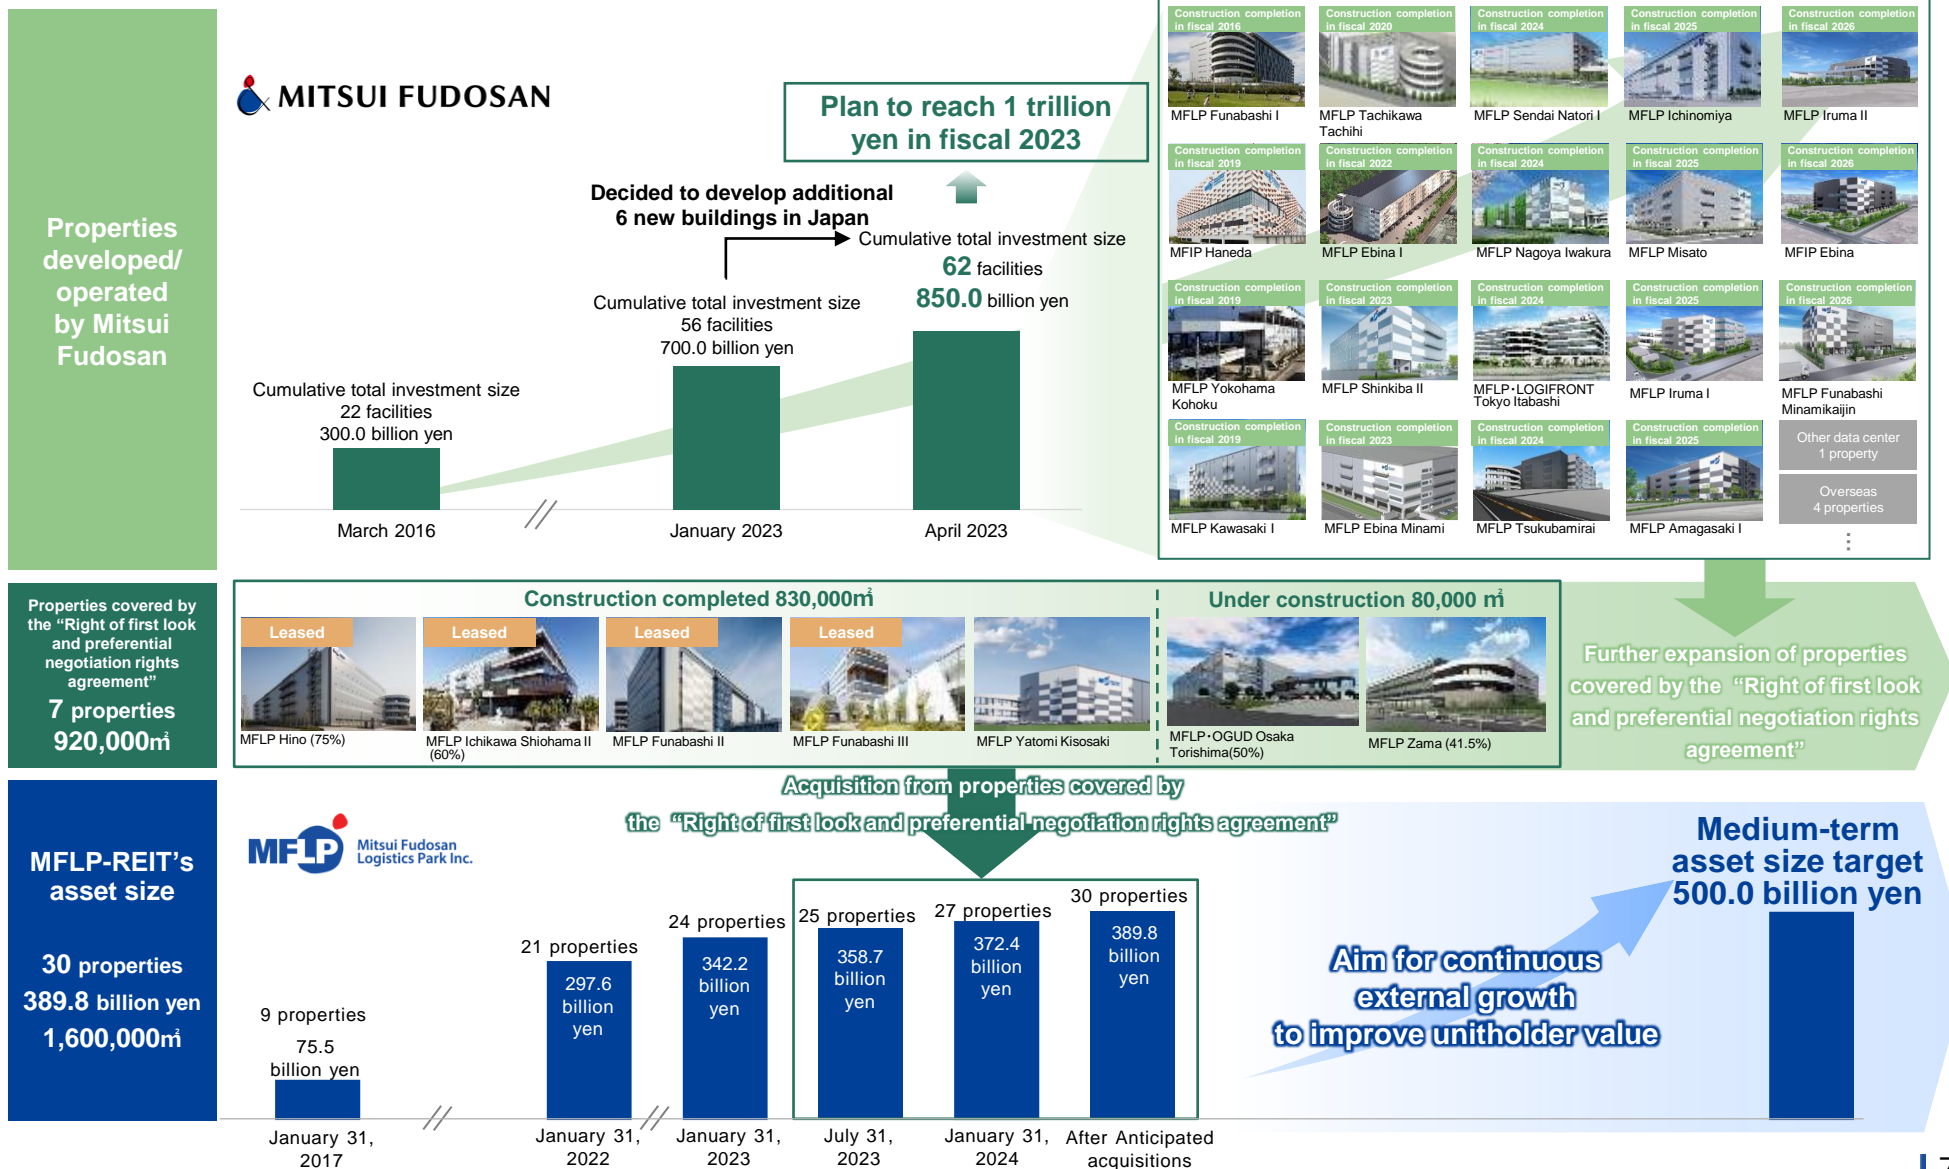 Properties
developed/
operated
by Mitsui
Fudosan
MITSUI FUDOSAN
Plan to reach 1 trillion
yen in fiscal 2023
Decided to develop additional
6 new buildings in Japan
Cumulative total investment size
62 facilities
850.0 billion yen
Cumulative total investment size
56 facilities
700.0 billion yen
Cumulative total investment size
22 facilities
300.0 billion yen
March 2016
January 2023
April 2023
Construction completion
in fiscal 2016
MFLP Funabashi I
Construction completion
in fiscal 2020
MFLP Tachikawa
Tachihi
Construction completion
in fiscal 2024
MFLP Sendai Natori I
Construction completion
in fiscal 2025
MFLP Ichinomiya
Construction completion
in fiscal 2026
MFLP Iruma II
Construction completion
in fiscal 2019
MFIP Haneda
Construction completion
in fiscal 2022
MFLP Ebina I
Construction completion
in fiscal 2024
MFLP Nagoya Iwakura
Construction completion
in fiscal 2025
MFLP Misato
Construction completion
in fiscal 2026
MFIP Ebina
Construction completion
in fiscal 2019
MFLP Yokohama
Kohoku
Construction completion
in fiscal 2023
MFLP Shinkiba II
Construction completion
in fiscal 2024
MFLP・LOGIFRONT
Tokyo Itabashi
Construction completion
in fiscal 2025
MFLP Iruma I
Construction completion
in fiscal 2026
MFLP Funabashi
Minamikaijin
Construction completion
in fiscal 2019
MFLP Kawasaki I
Construction completion
in fiscal 2023
MFLP Ebina Minami
Construction completion
in fiscal 2024
MFLP Tsukubamirai
Construction completion
in fiscal 2025
MFLP Amagasaki I
Other data center
1 property
Overseas
4 properties
⋮
Properties covered by
the “Right of first look
and preferential
negotiation rights
agreement”
7 properties
920,000㎡
Construction completed 830,000㎡
Leased
MFLP Hino (75%)
Leased
MFLP Ichikawa Shiohama II
(60%)
Leased
MFLP Funabashi II
Leased
MFLP Funabashi III
MFLP Yatomi Kisosaki
Under construction 80,000 ㎡
MFLP・OGUD Osaka
Torishima(50%)
MFLP Zama (41.5%)
Further expansion of properties
covered by the “Right of first look
and preferential negotiation rights
agreement”
Acquisition from properties covered by
the “Right of first look and preferential negotiation rights agreement”
MFLP-REIT’s
asset size
30 properties
389.8 billion yen
1,600,000㎡
MFLP
Mitsui Fudosan
Logistics Park Inc.
9 properties
75.5
billion yen
21 properties
297.6
billion
yen
24 properties
342.2
billion
yen
25 properties
358.7
billion
yen
27 properties
372.4
billion
yen
30 properties
389.8
billion
yen
January 31,
2017
January 31,
2022
January 31,
2023
July 31,
2023
January 31,
2024
After Anticipated
acquisitions
Aim for continuous
external growth
to improve unitholder value
Medium-term
asset size target
500.0 billion yen